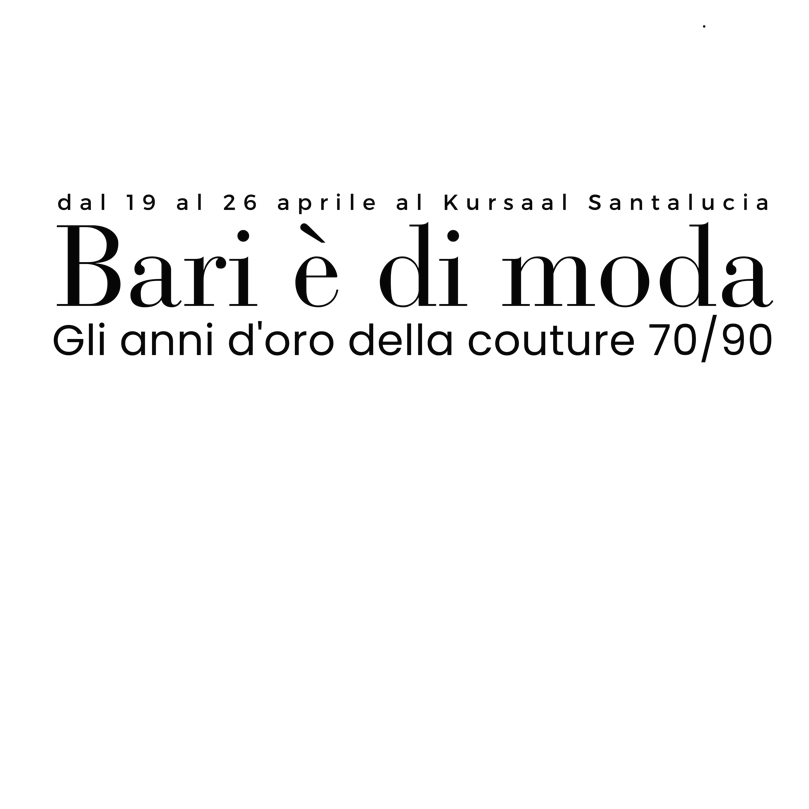 dal 19 al 26 aprile al Kursaal Santalucia
Bari è di moda
Gli anni d'oro della couture 70/90